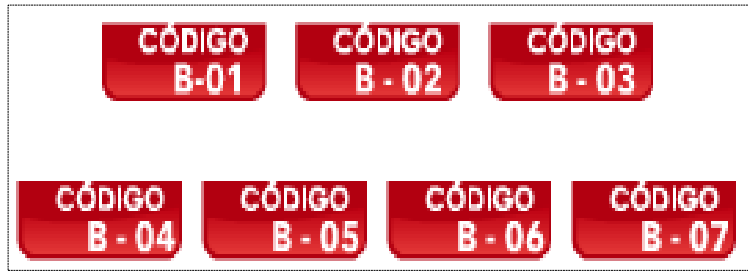 CÓDIGO
B-01
CÓDIGO
B - 02
CÓDIGO
B - 03
CÓDIGO
B - 04
CÓDIGO
B - 05
CÓDIGO
B - 06
CÓDIGO
B - 07